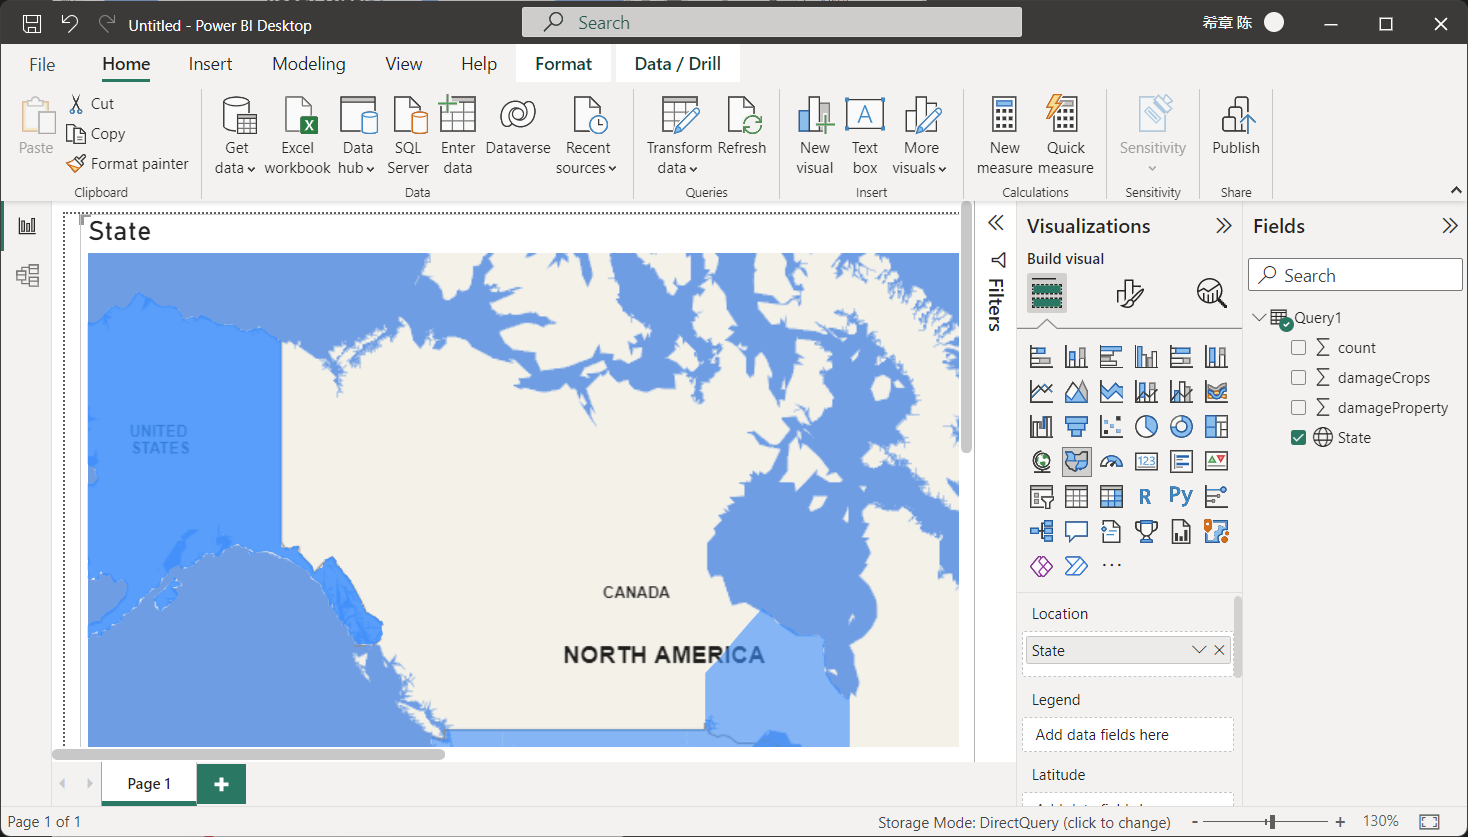 Untitled - Power BI Desktop
Search
希章 陈
File
Home
Insert
Modeling
View
Help
Format
Data / Drill
Paste
Cut
Copy
Format painter
Clipboard
Get data
Excel workbook
Data hub
SQL Server
Enter data
Dataverse
Recent sources
Data
Transform data
Refresh
Queries
New visual
A
Text box
More visuals
Insert
New measure
Quick measure
Calculations
Sensitivity
Sensitivity
Publish
Share
State
UNITED
STATES
CANADA
NORTH AMERICA
Filters
Visualizations
Build visual
123
R
Py
...
Location
State
Legend
Add data fields here
Latitude
Fields
Search
Query1
count
damageCrops
damageProperty
State
Page 1
Page 1 of 1
Storage Mode: DirectQuery (click to change)
- +
130%